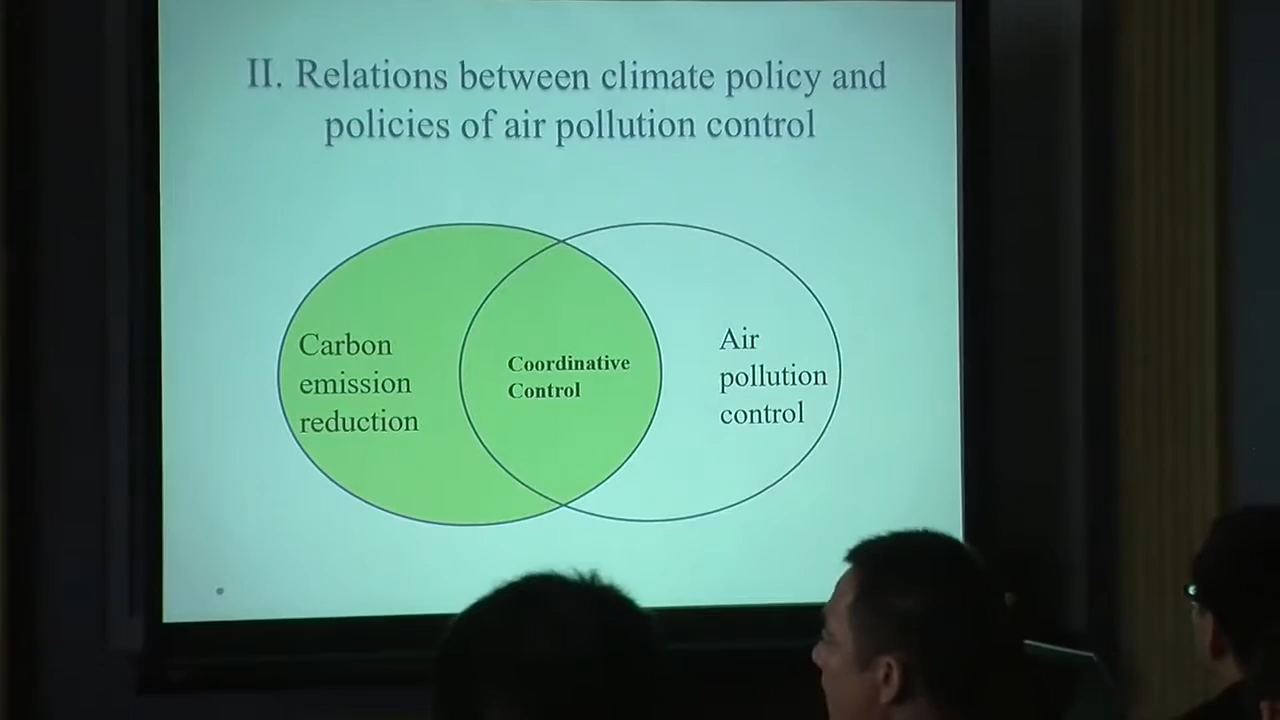 II. Relations between climate policy and
policies of air pollution control
Carbon
emission
reduction
Coordinative
Control
Air
pollution
control